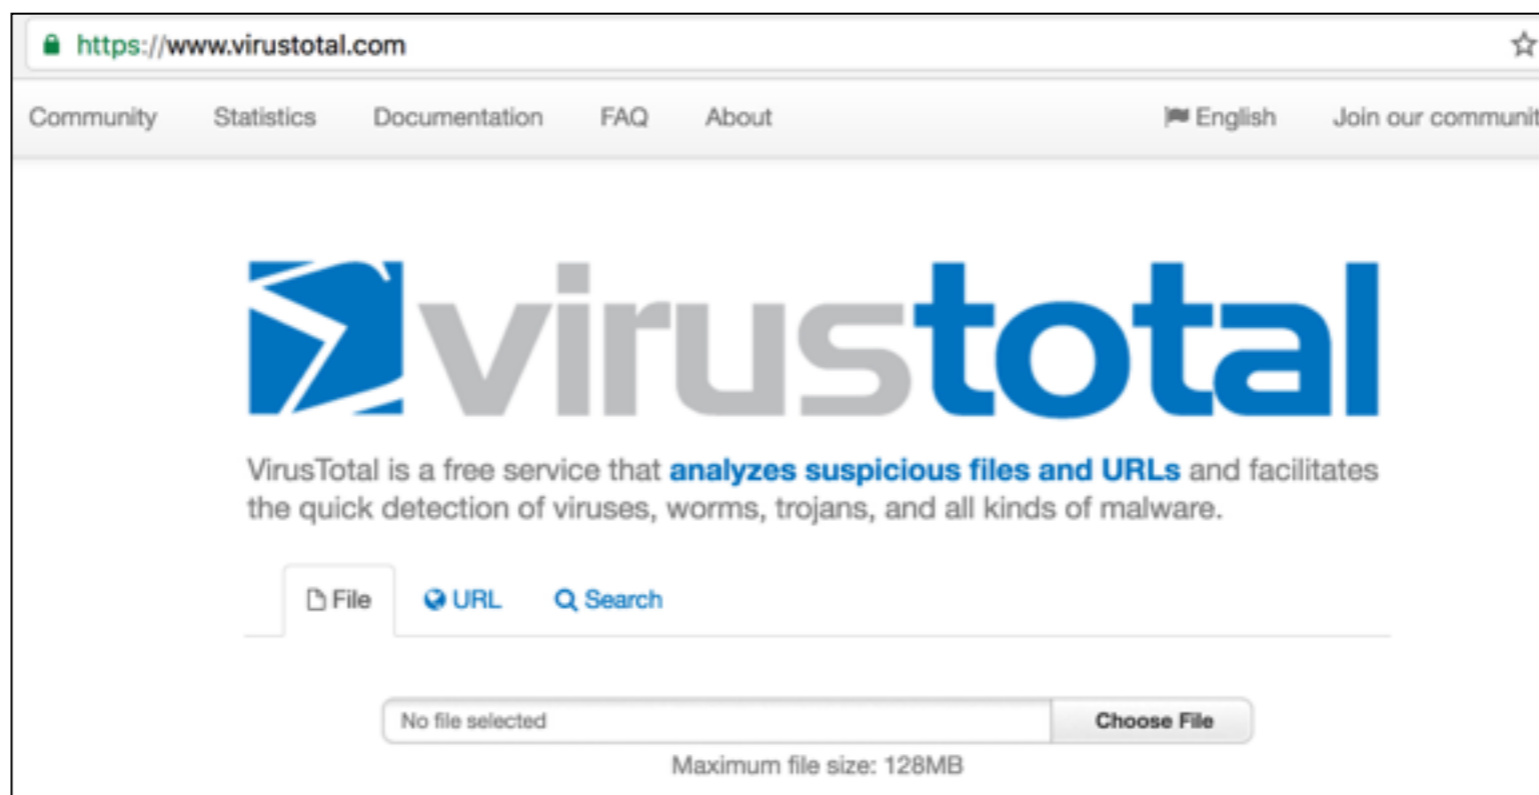 https://www.virustotal.com
Community Statistics Documentation FAQ About English Join our communit
virustotal
VirusTotal is a free service that analyzes suspicious files and URLs and facilitates
the quick detection of viruses, worms, trojans, and all kinds of malware.
File URL Search
No file selected Choose File
Maximum file size: 128MB